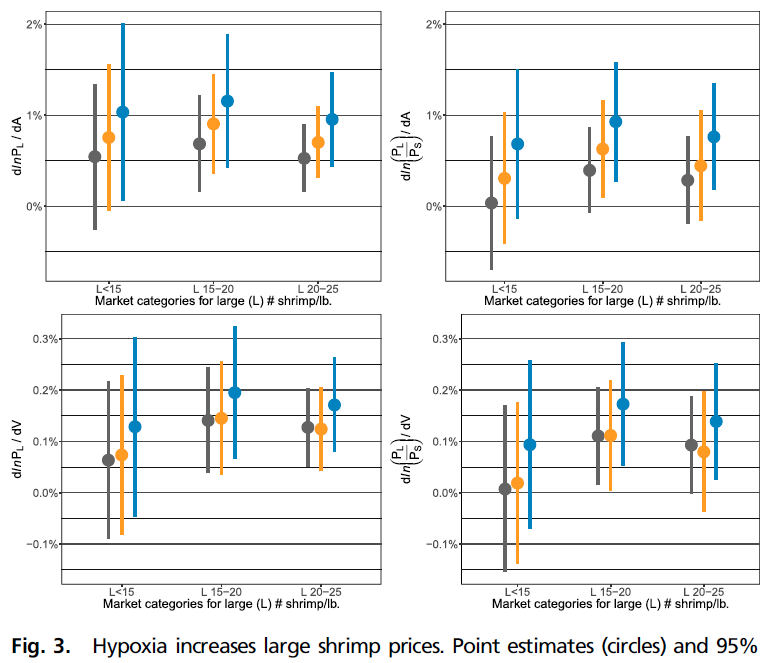 2%
1%
0%
dlnP_L / dA
L<15
L 15–20
L 20–25
Market categories for large (L) # shrimp/lb.
2%
1%
0%
dln(P_L/P_S) / dA
L<15
L 15–20
L 20–25
Market categories for large (L) # shrimp/lb.
0.3%
0.2%
0.1%
0.0%
−0.1%
dlnP_L / dV
L<15
L 15–20
L 20–25
Market categories for large (L) # shrimp/lb.
0.3%
0.2%
0.1%
0.0%
−0.1%
dln(P_L/P_S) / dV
L<15
L 15–20
L 20–25
Market categories for large (L) # shrimp/lb.
Fig. 3. Hypoxia increases large shrimp prices. Point estimates (circles) and 95%